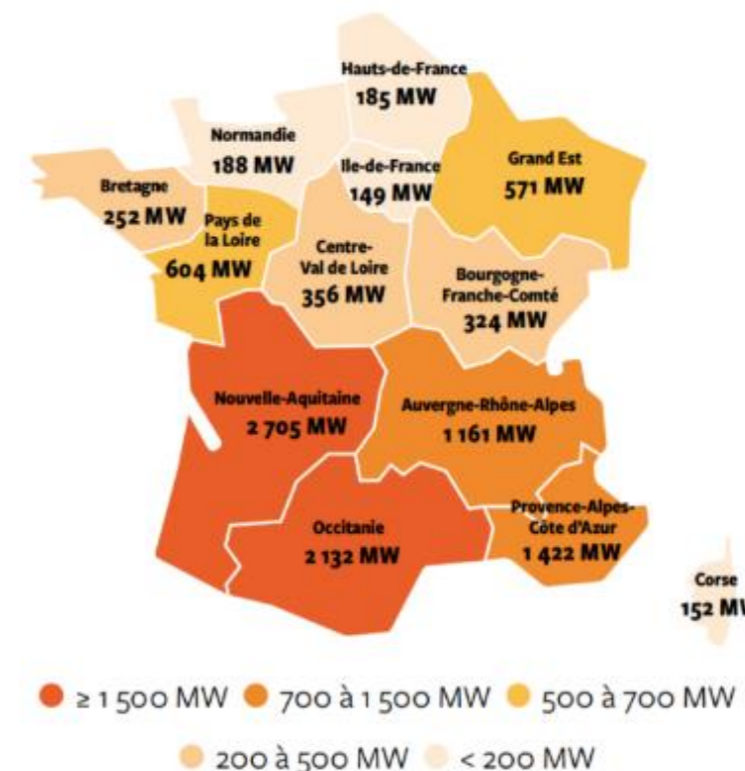 Hauts-de-France
185 MW
Normandie
188 MW
Ile-de-France
149 MW
Grand Est
571 MW
Bretagne
252 MW
Pays de
la Loire
604 MW
Centre-
Val de Loire
356 MW
Bourgogne-
Franche-Comté
324 MW
Nouvelle-Aquitaine
2 705 MW
Auvergne-Rhône-Alpes
1 161 MW
Occitanie
2 132 MW
Provence-Alpes-
Côte d'Azur
1 422 MW
Corse
152 MW
≥ 1 500 MW 700 à 1 500 MW 500 à 700 MW
200 à 500 MW < 200 MW